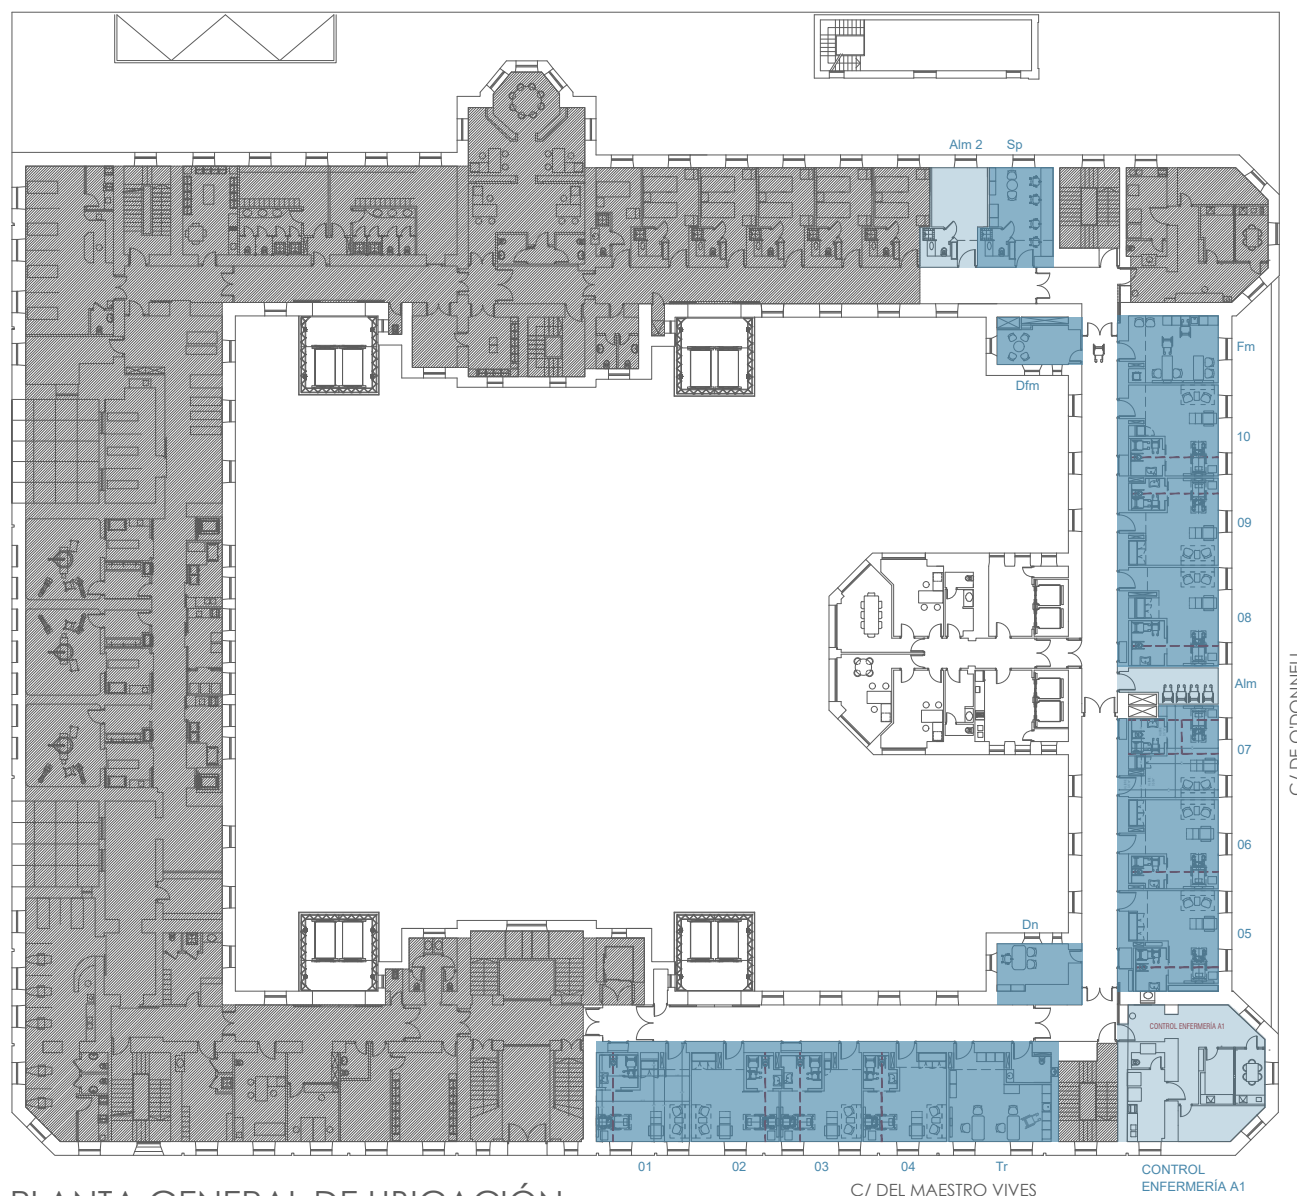 Alm 2 Sp
Fm
Dfm
10
09
08
Alm
07
06
Dn
05
CONTROL ENFERMERÍA A1
C/ DE O'DONNELL
01 02 03 04 Tr
CONTROL
ENFERMERÍA A1
C/ DEL MAESTRO VIVES
PLANTA GENERAL DE UBICACIÓN